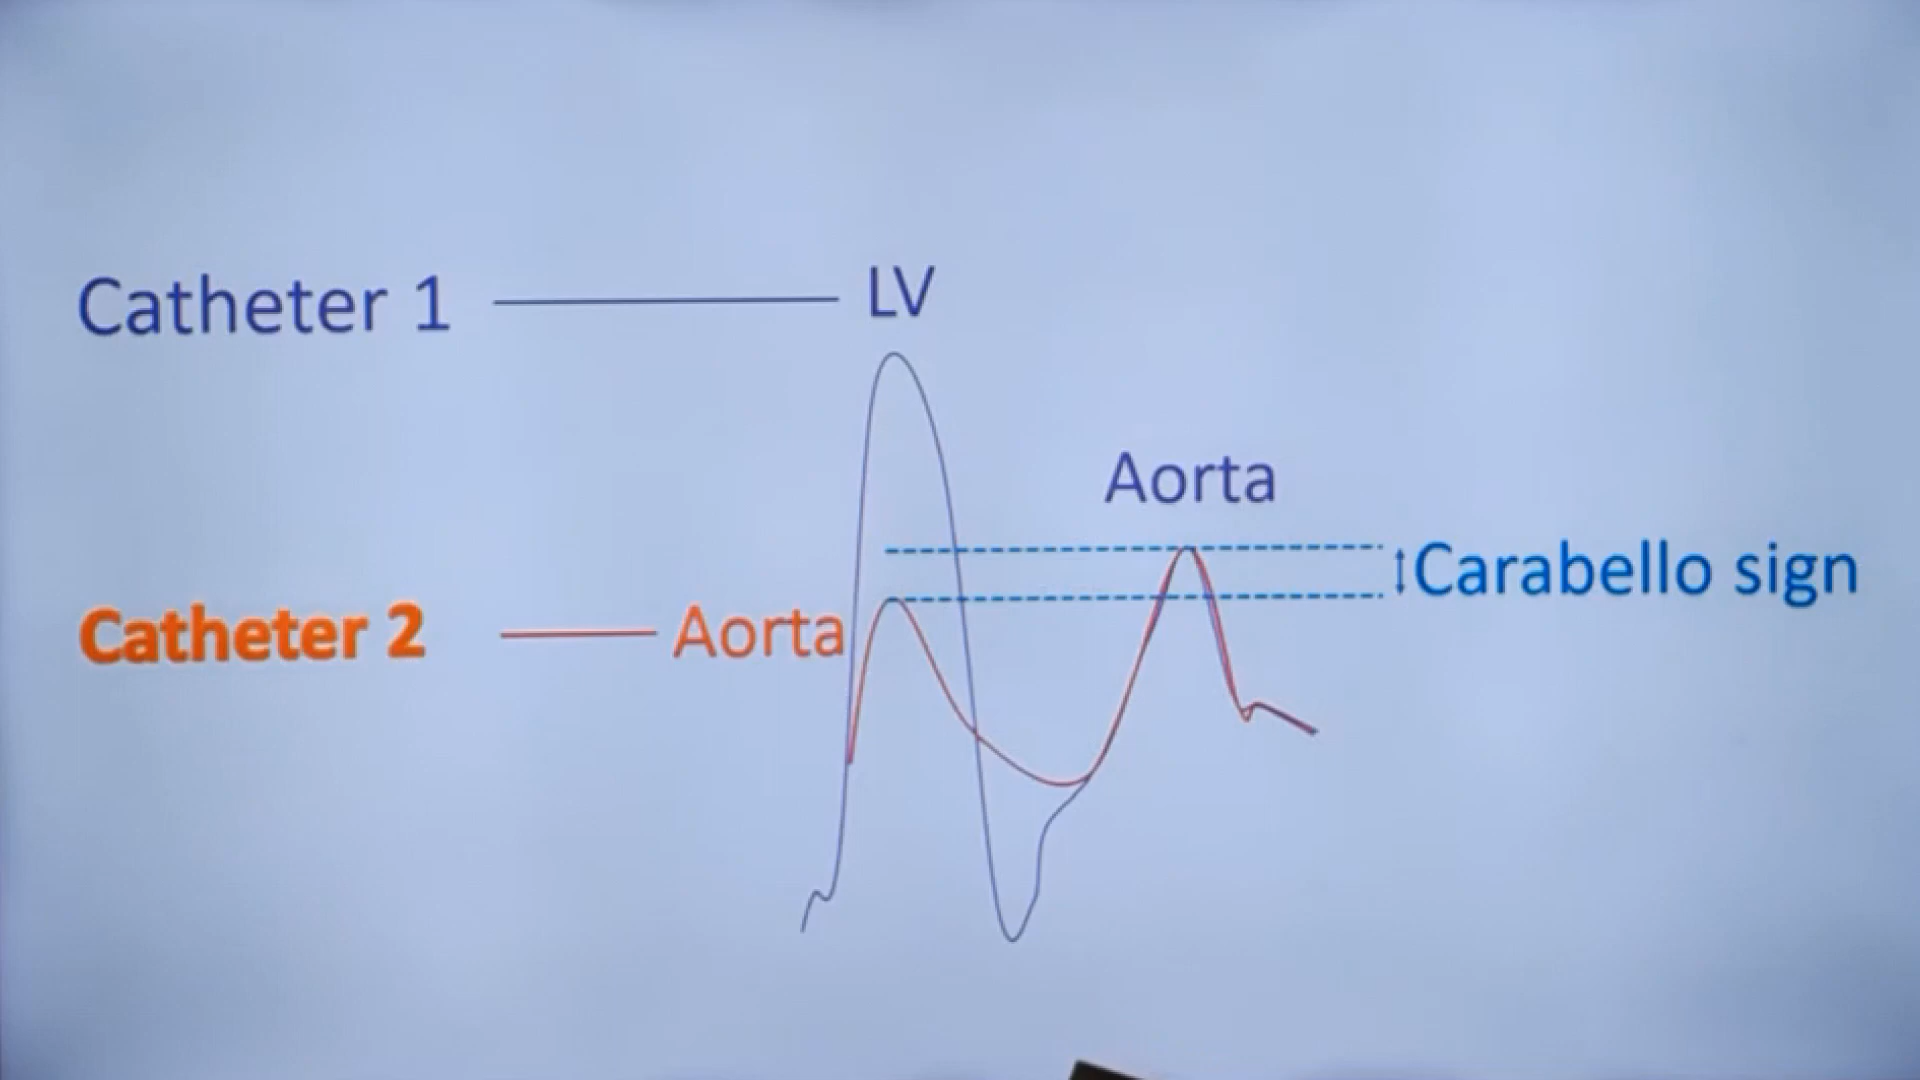 Catheter 1
LV
Aorta
Carabello sign
Catheter 2
Aorta